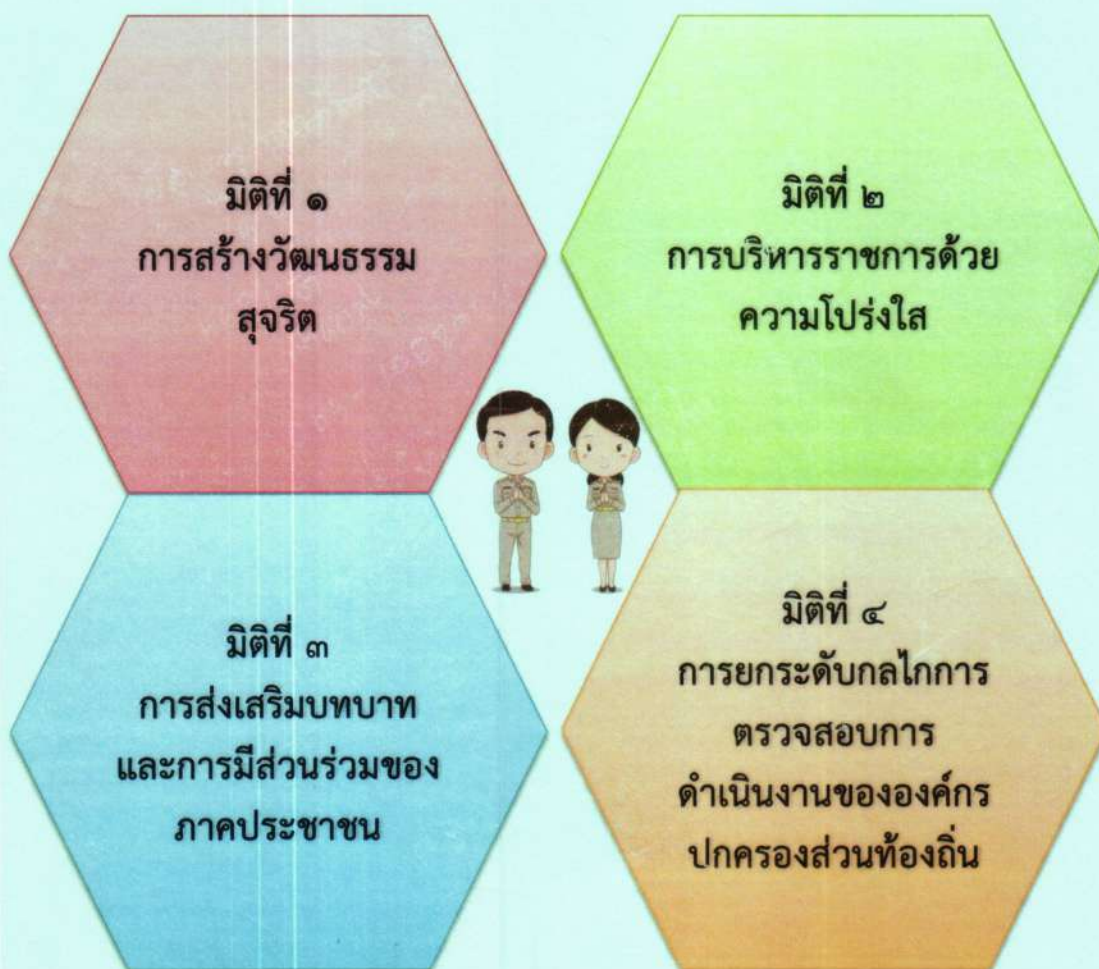 มิติที่ ๑
การสร้างวัฒนธรรม
สุจริต
มิติที่ ๒
การบริหารราชการด้วย
ความโปร่งใส
มิติที่ ๓
การส่งเสริมบทบาท
และการมีส่วนร่วมของ
ภาคประชาชน
มิติที่ ๔
การยกระดับกลไกการ
ตรวจสอบการ
ดำเนินงานขององค์กร
ปกครองส่วนท้องถิ่น